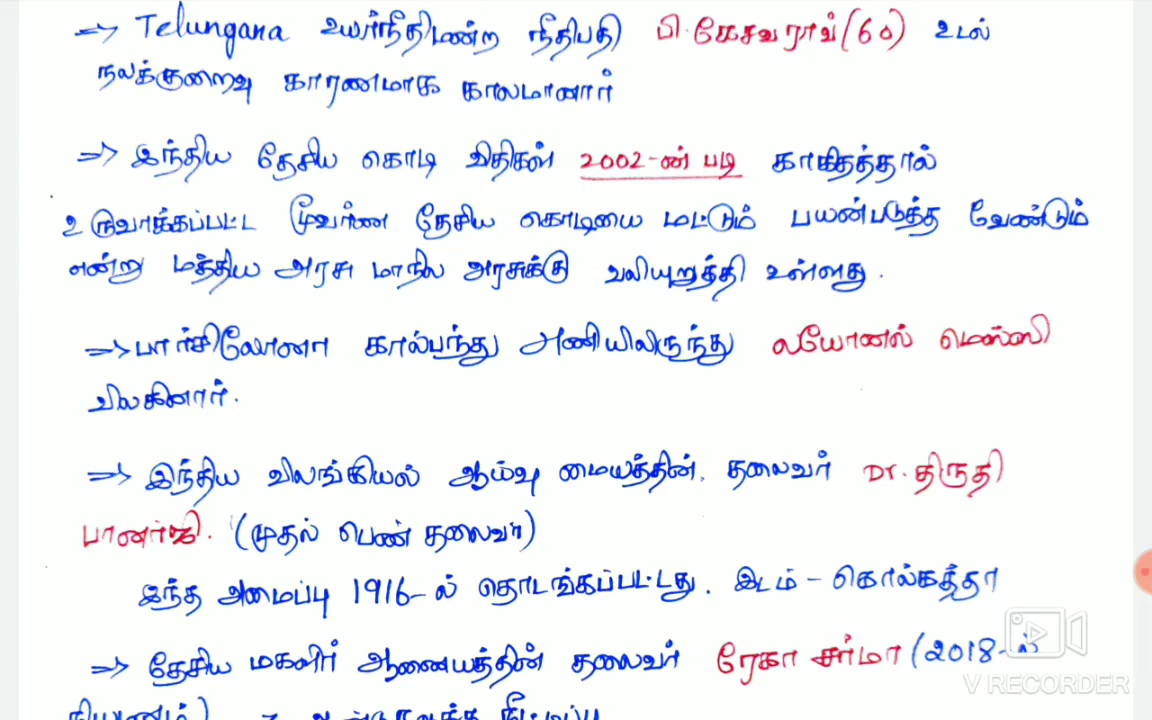 => Telungana உயர்நீதிமன்ற நீதிபதி பி.கேசவராவ்(60) உடல்
நலக்குறைவு காரணமாக காலமானார்
=> இந்திய தேசிய கொடி விதிகள் 2002-ன் படி காகிதத்தால்
உருவாக்கப்பட்ட மூவர்ண தேசிய கொடியை மட்டும் பயன்படுத்த வேண்டும்
என்று மத்திய அரசு மாநில அரசுக்கு வலியுறுத்தி உள்ளது.
=> பார்சிலோனா கால்பந்து அணியிலிருந்து லயோனல் மெஸ்ஸி
விலகினார்.
=> இந்திய விலங்கியல் ஆய்வு மையத்தின். தலைவர் Dr. திருதி
பானர்ஜி. (முதல் பெண் தலைவர்)
இந்த அமைப்பு 1916-ல் தொடங்கப்பட்டது. இடம் - கொல்கத்தா
=> தேசிய மகளிர் ஆணையத்தின் தலைவர் ரேகா சர்மா (2018-ல்
V RECORDER